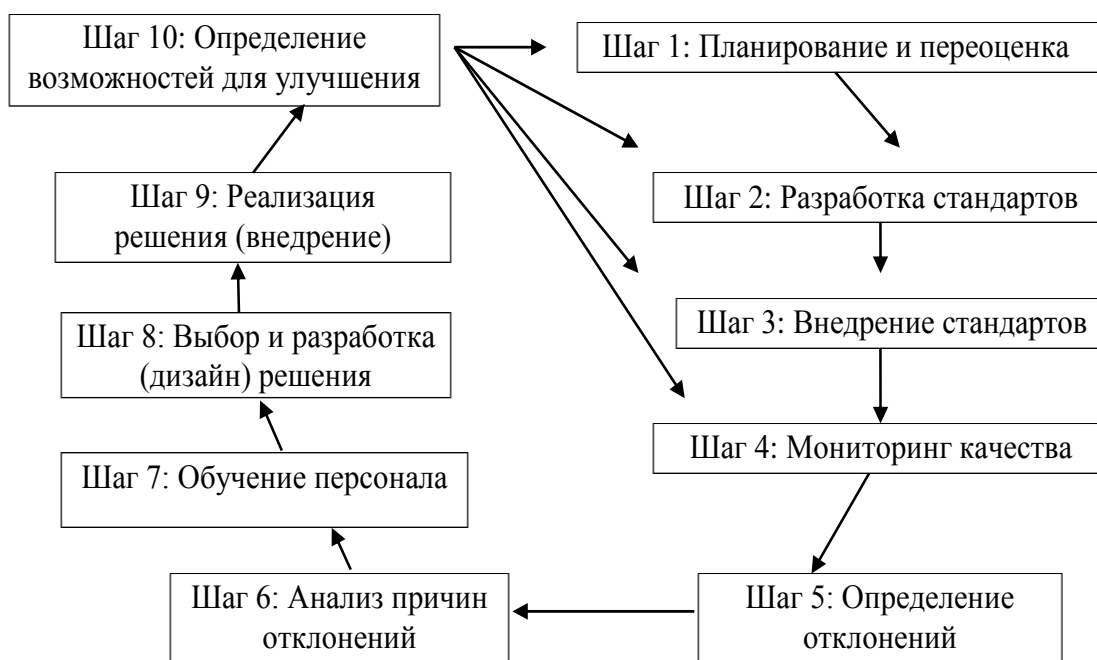 Шаг 10: Определение
возможностей для улучшения
Шаг 1: Планирование и переоценка
Шаг 9: Реализация
решения (внедрение)
Шаг 2: Разработка стандартов
Шаг 8: Выбор и разработка
(дизайн) решения
Шаг 3: Внедрение стандартов
Шаг 7: Обучение персонала
Шаг 4: Мониторинг качества
Шаг 6: Анализ причин
отклонений
Шаг 5: Определение
отклонений